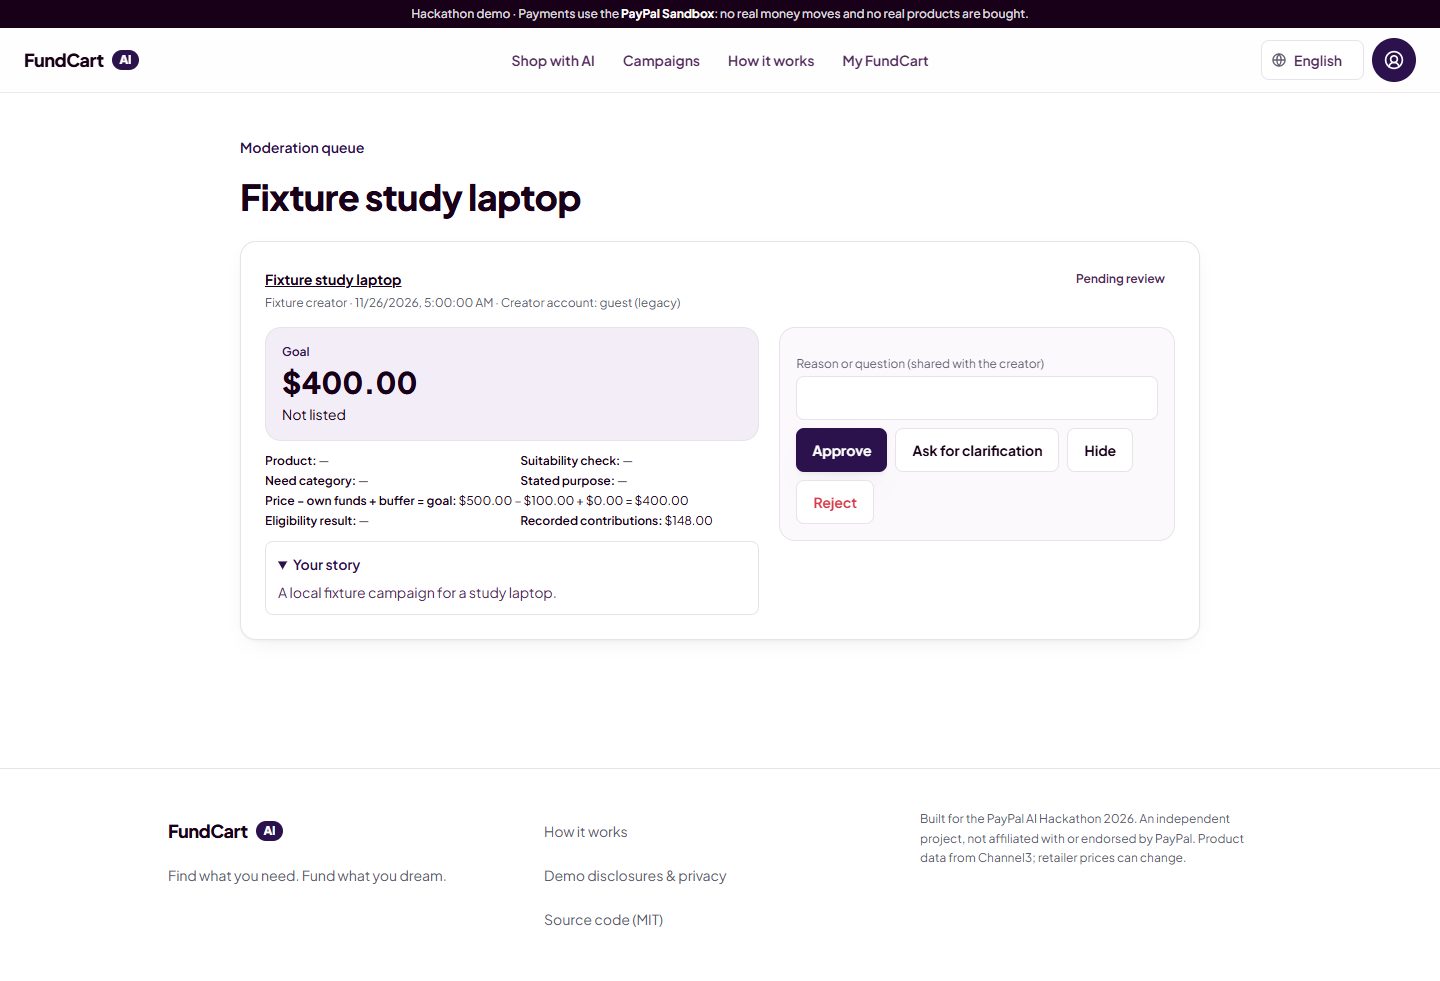 Hackathon demo · Payments use the PayPal Sandbox: no real money moves and no real products are bought.
FundCart AI
Shop with AI
Campaigns
How it works
My FundCart
English
Moderation queue
Fixture study laptop
Fixture study laptop
Pending review
Fixture creator · 11/26/2026, 5:00:00 AM · Creator account: guest (legacy)
Goal
$400.00
Not listed
Product: —
Suitability check: —
Need category: —
Stated purpose: —
Price − own funds + buffer = goal: $500.00 − $100.00 + $0.00 = $400.00
Eligibility result: —
Recorded contributions: $148.00
▼ Your story
A local fixture campaign for a study laptop.
Reason or question (shared with the creator)
Approve
Ask for clarification
Hide
Reject
FundCart AI
Find what you need. Fund what you dream.
How it works
Demo disclosures & privacy
Source code (MIT)
Built for the PayPal AI Hackathon 2026. An independent
project, not affiliated with or endorsed by PayPal. Product
data from Channel3; retailer prices can change.